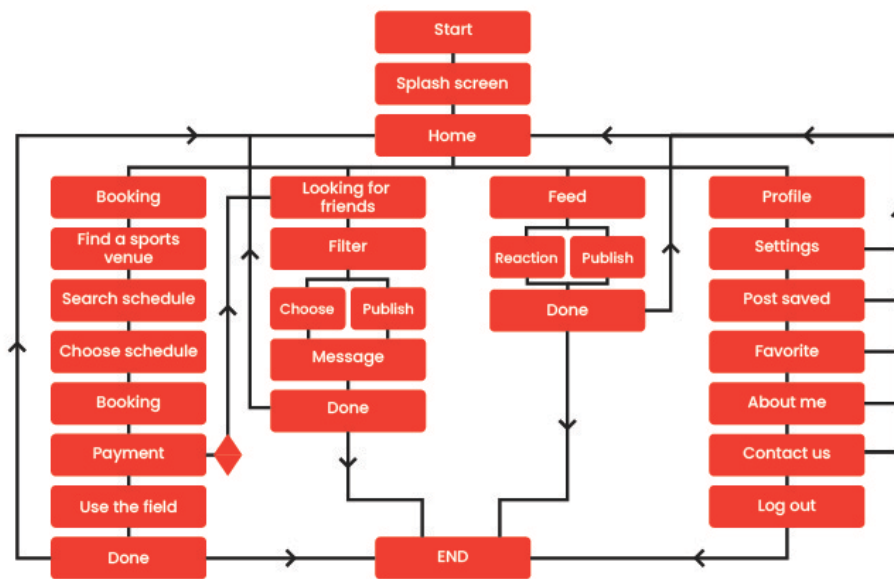 Start
Splash screen
Home
Booking
Find a sports
venue
Search schedule
Choose schedule
Booking
Payment
Use the field
Done
Looking for
friends
Filter
Choose
Publish
Message
Done
Feed
Reaction
Publish
Done
Profile
Settings
Post saved
Favorite
About me
Contact us
Log out
END